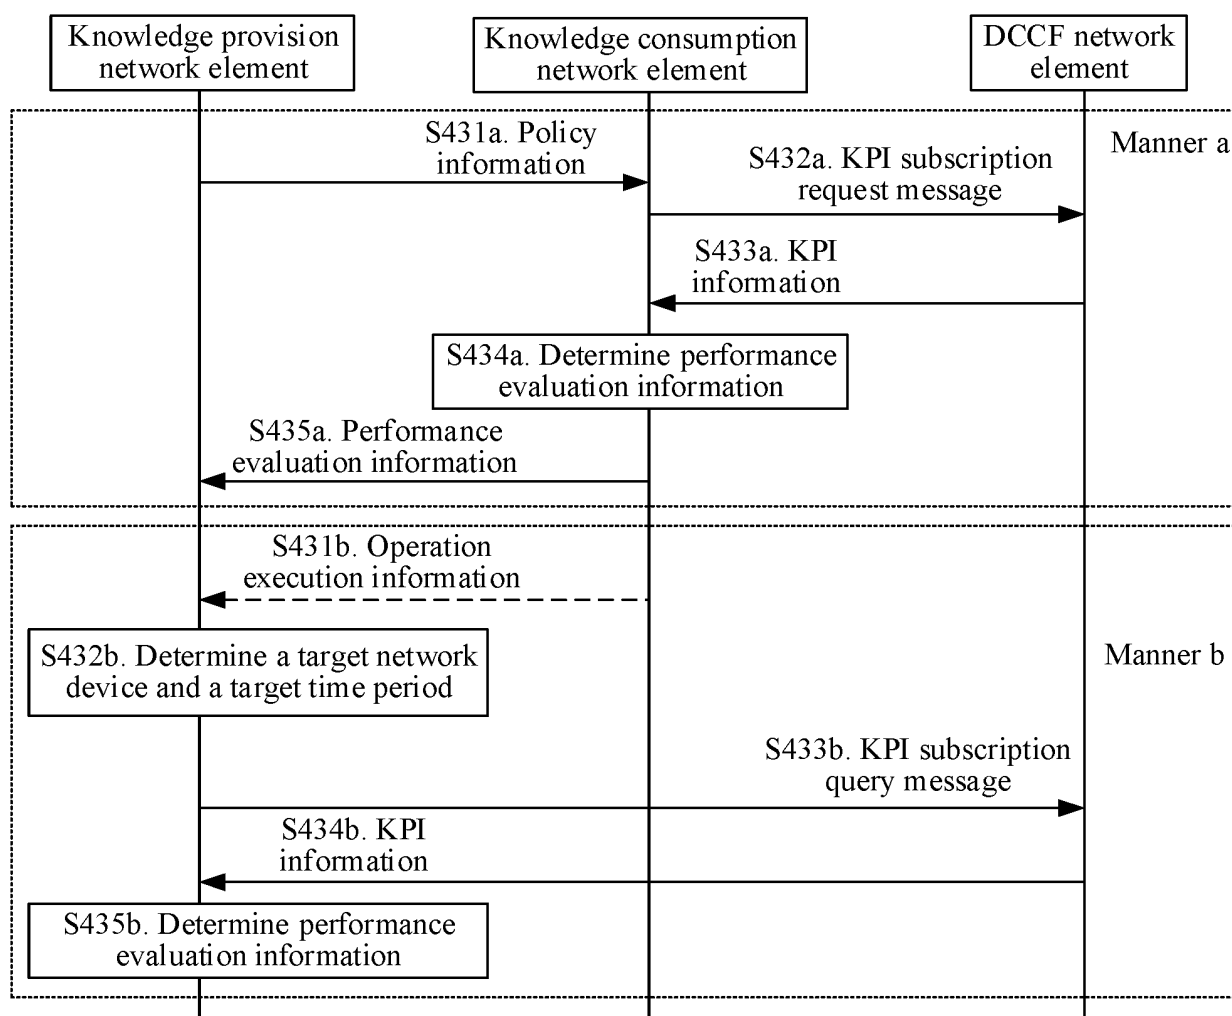 Knowledge provision
network element
Knowledge consumption
network element
DCCF network
element
Manner a
S431a. Policy
information
S432a. KPI subscription
request message
S433a. KPI
information
S434a. Determine performance
evaluation information
S435a. Performance
evaluation information
S431b. Operation
execution information
S432b. Determine a target network
device and a target time period
Manner b
S433b. KPI subscription
query message
S434b. KPI
information
S435b. Determine performance
evaluation information